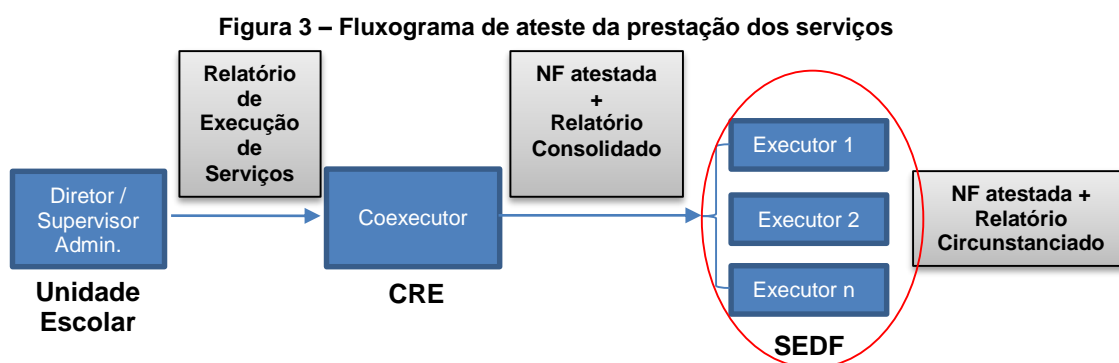 Figura 3 – Fluxograma de ateste da prestação dos serviços
Relatório
de
Execução
de
Serviços
NF atestada
+
Relatório
Consolidado
Diretor /
Supervisor
Admin.
Coexecutor
Executor 1
Executor 2
Executor n
NF atestada +
Relatório
Circunstanciado
Unidade
Escolar
CRE
SEDF